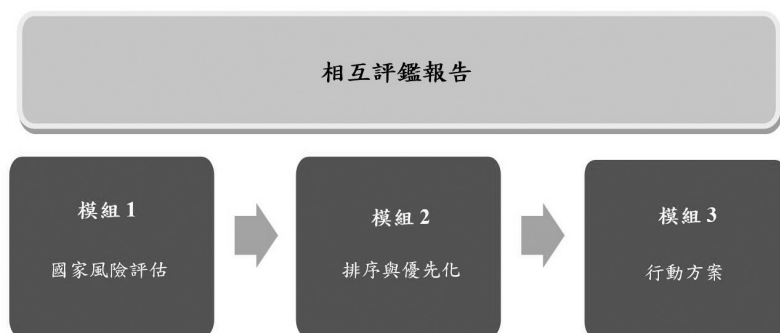 相互評鑑報告
模組 1
國家風險評估
模組 2
排序與優先化
模組 3
行動方案